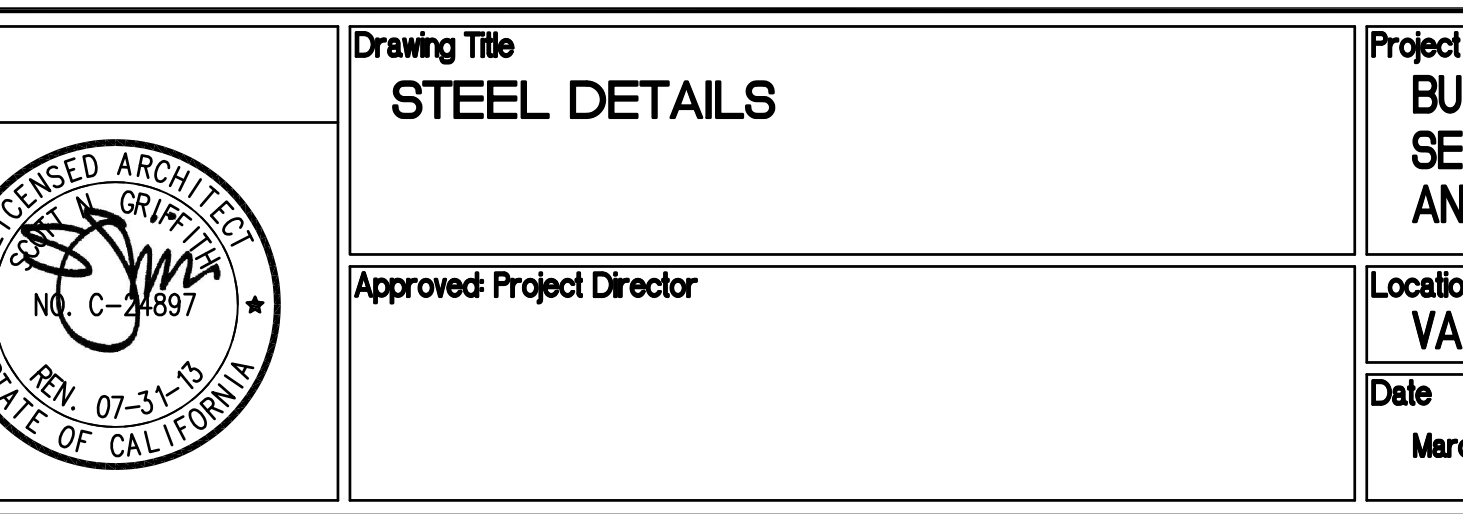 Drawing Title
STEEL DETAILS
Project
BU
SE
AN
LICENSED ARCHITECT
SCOTT N. GRIFFITH
NO. C-24897
REN. 07-31-13
STATE OF CALIFORNIA
Approved: Project Director
Locatio
VA
Date
Marc